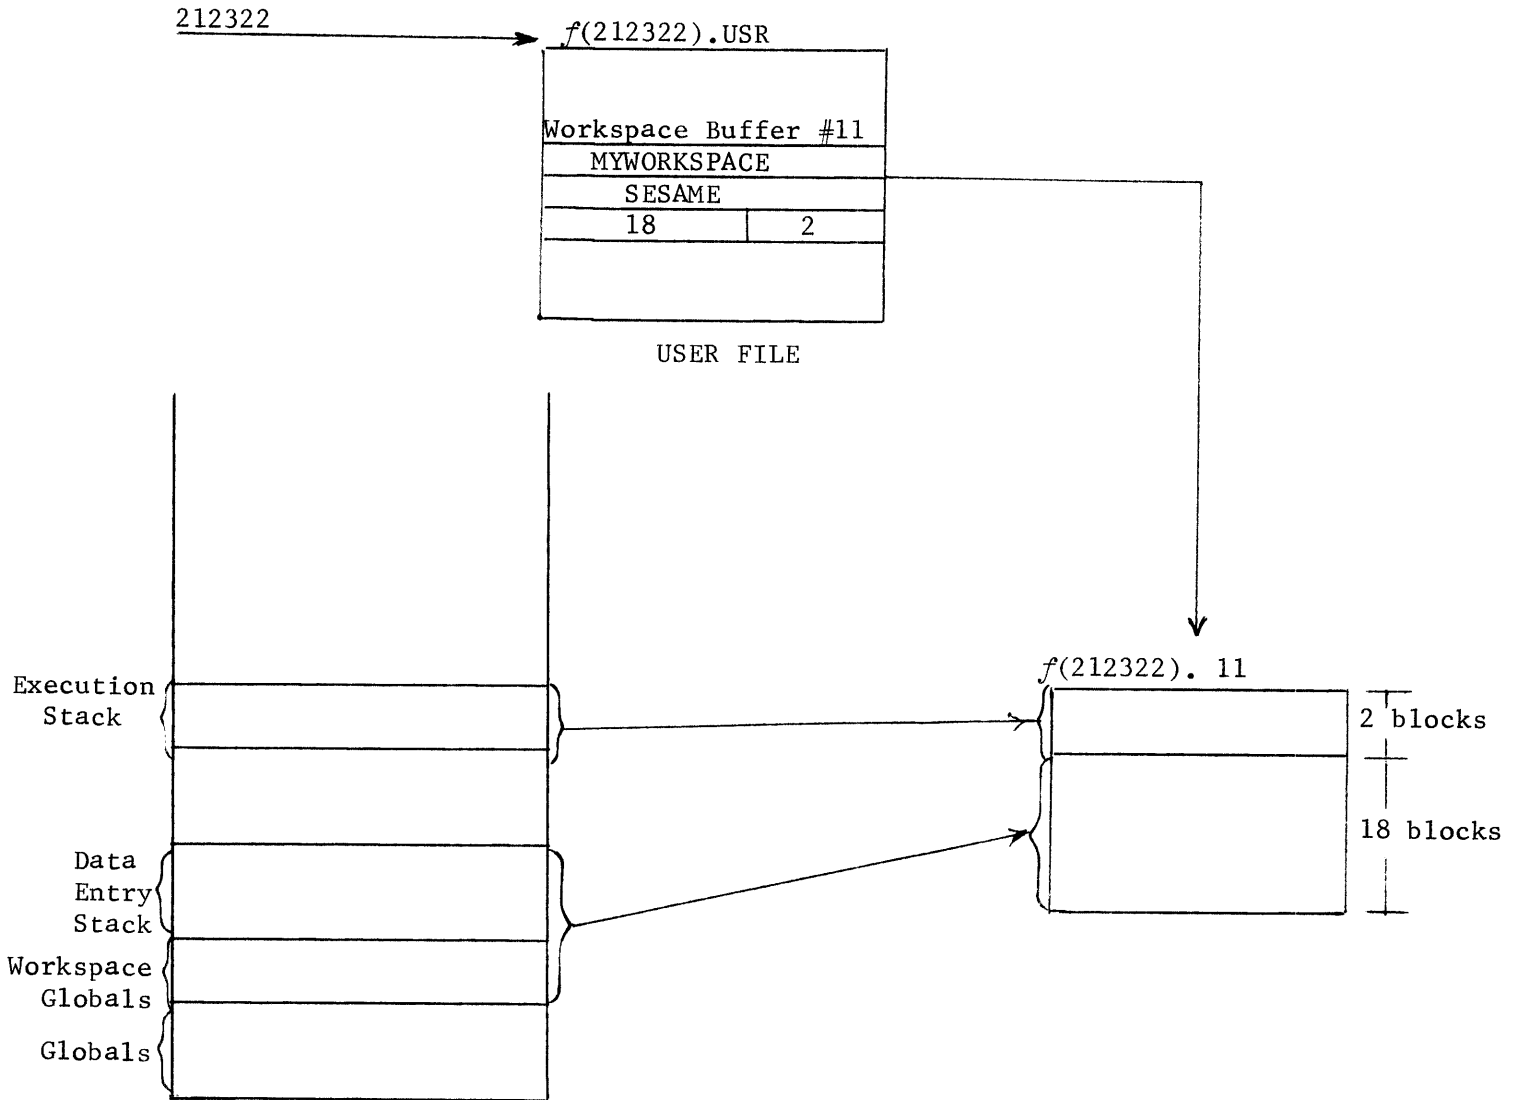 212322
f(212322).USR
Workspace Buffer #11
MYWORKSPACE
SESAME
18 2
USER FILE
Execution
Stack
Data
Entry
Stack
Workspace
Globals
Globals
f(212322). 11
2 blocks
18 blocks